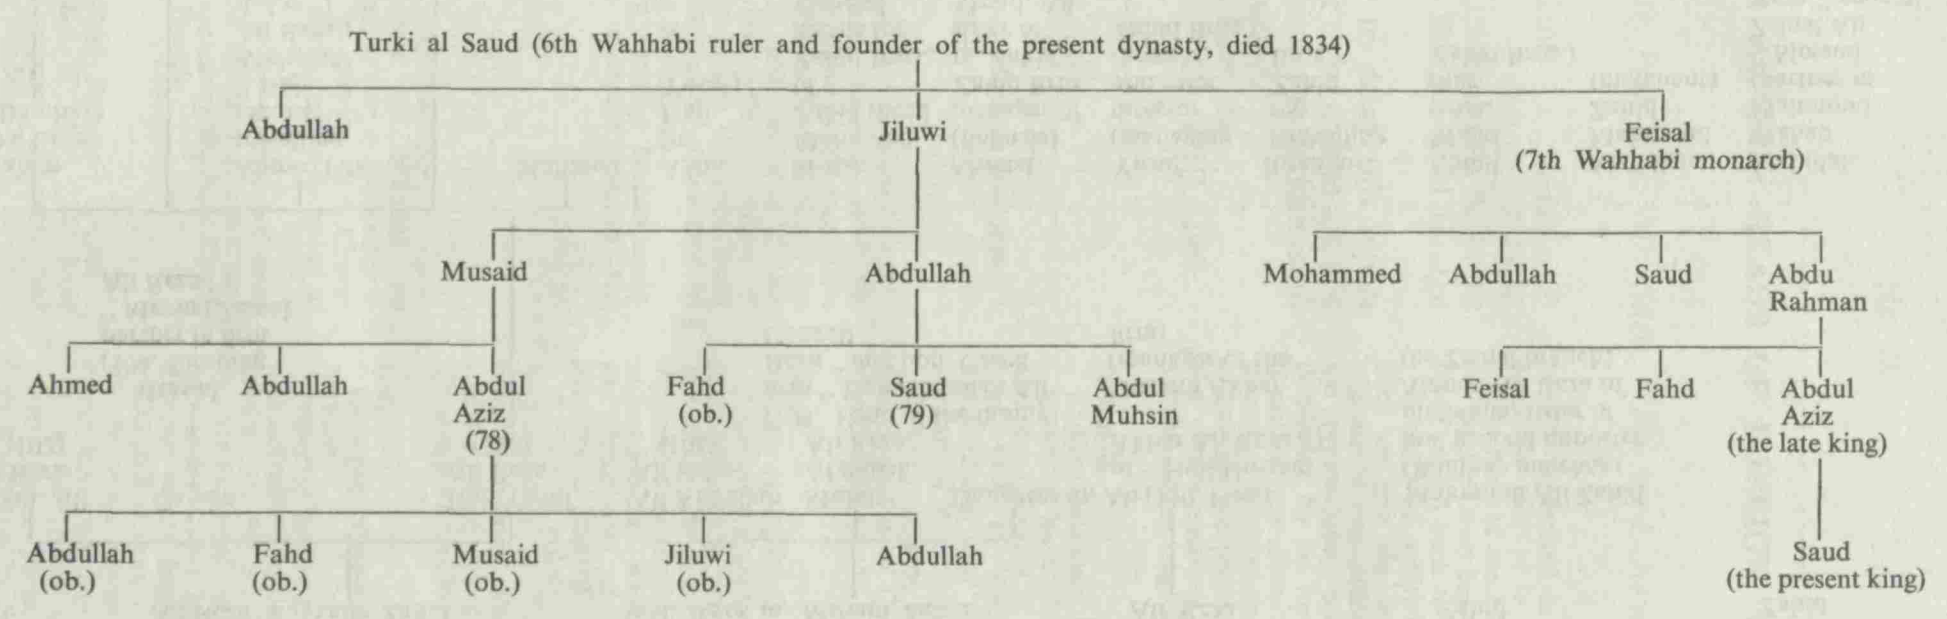 Turki al Saud (6th Wahhabi ruler and founder of the present dynasty, died 1834)
Abdullah
Jiluwi
Feisal
(7th Wahhabi monarch)
Musaid
Abdullah
Mohammed
Abdullah
Saud
Abdu
Rahman
Ahmed
Abdullah
Abdul
Aziz
(78)
Fahd
(ob.)
Saud
(79)
Abdul
Muhsin
Feisal
Fahd
Abdul
Aziz
(the late king)
Abdullah
(ob.)
Fahd
(ob.)
Musaid
(ob.)
Jiluwi
(ob.)
Abdullah
Saud
(the present king)